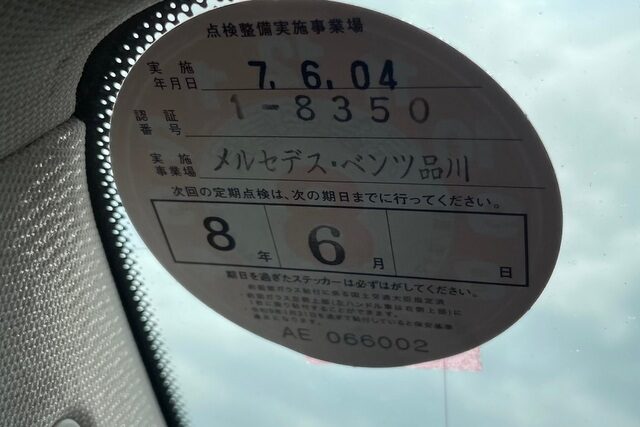 点検整備実施事業場
実施年月日 7.6.04
認証番号 1-8350
実施事業場 メルセデス・ベンツ品川
次回の定期点検は、次の期日までに行ってください。
8年 6月 日
期日を過ぎたステッカーは必ずはがしてください。
AE 066002